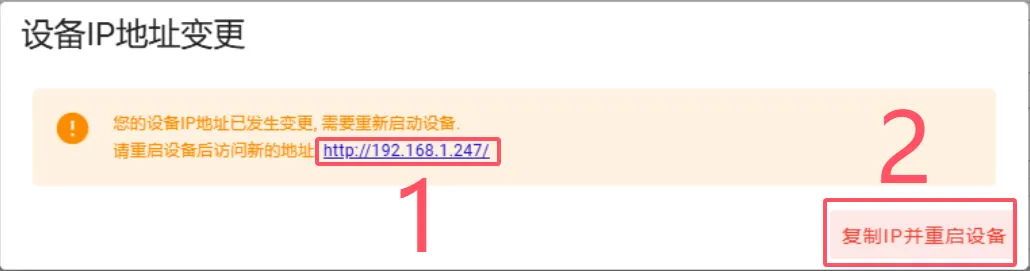 设备IP地址变更
您的设备IP地址已发生变更, 需要重新启动设备.
请重启设备后访问新的地址 http://192.168.1.247/
1
2
复制IP并重启设备